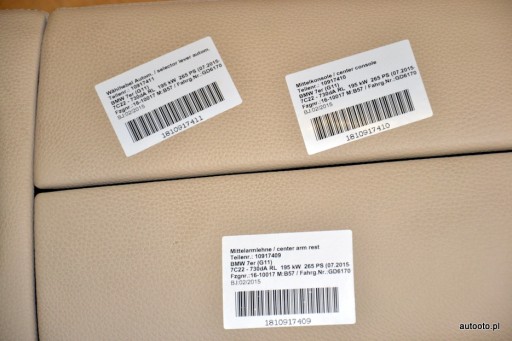 Wählhebel Autom. / selector lever autom.
Teilenr.: 10917411
BMW 7er (G11)
7C22 - 730dA RL 195 kW 265 PS (07.2015
Fzgnr.:16-10017 M:B57 / Fahrg.Nr.:GD6170
BJ:02/2015
1810917411
Mittelkonsole / center console
Teilenr.: 10917410
BMW 7er (G11)
7C22 - 730dA RL 195 kW 265 PS (07.2015
Fzgnr.:16-10017 M:B57 / Fahrg.Nr.:GD6170
BJ:02/2015
1810917410
Mittelarmlehne / center arm rest
Teilenr.: 10917409
BMW 7er (G11)
7C22 - 730dA RL 195 kW 265 PS (07.2015
Fzgnr.:16-10017 M:B57 / Fahrg.Nr.:GD6170
BJ:02/2015
1810917409
autooto.pl